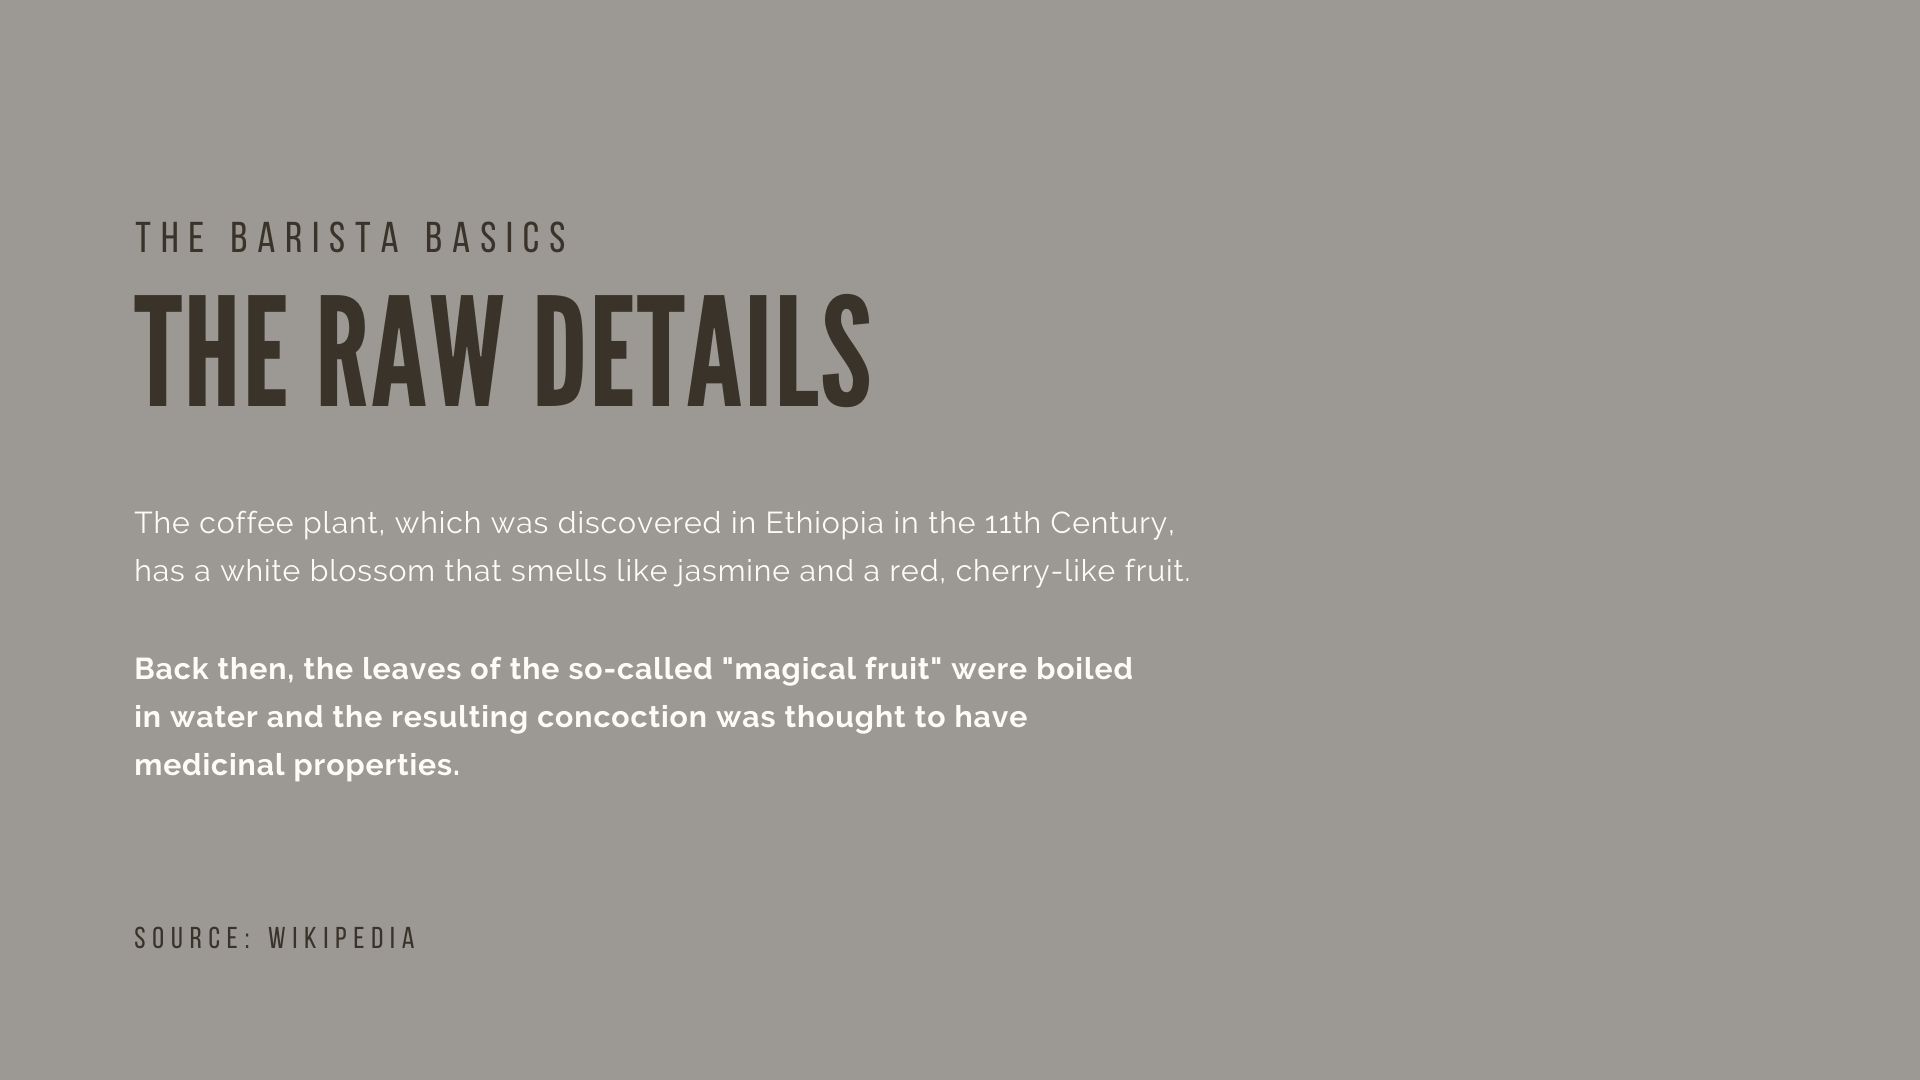 THE BARISTA BASICS
THE RAW DETAILS
The coffee plant, which was discovered in Ethiopia in the 11th Century,
has a white blossom that smells like jasmine and a red, cherry-like fruit.
Back then, the leaves of the so-called "magical fruit" were boiled
in water and the resulting concoction was thought to have
medicinal properties.
SOURCE: WIKIPEDIA